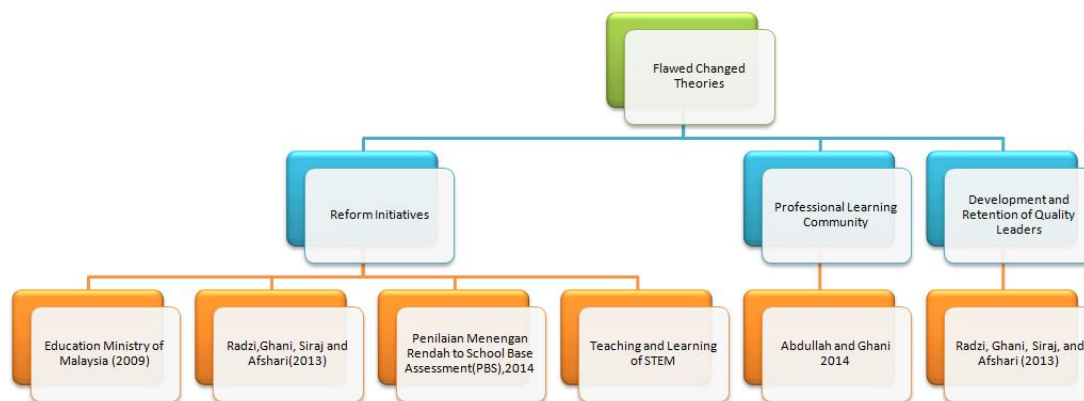 Flawed Changed
Theories
Reform Initiatives
Professional Learning
Community
Development and
Retention of Quality
Leaders
Education Ministry of
Malaysia (2009)
Radzi,Ghani, Siraj and
Afshari(2013)
Penilaian Menengan
Rendah to School Base
Assessment(PBS),2014
Teaching and Learning
of STEM
Abdullah and Ghani
2014
Radzi, Ghani, Siraj, and
Afshari (2013)